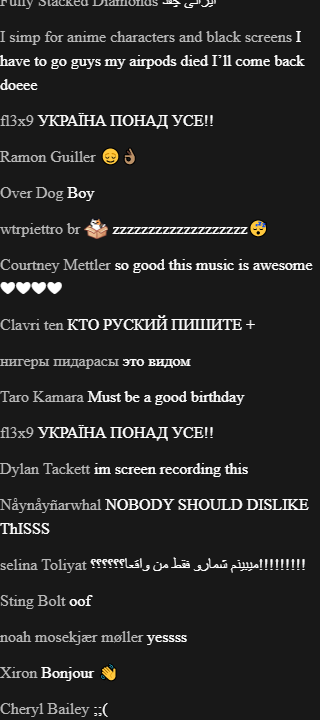 Fully Stacked Diamonds ایرانی جقد
I simp for anime characters and black screens I
have to go guys my airpods died I’ll come back
doeee
fl3x9 УКРАЇНА ПОНАД УСЕ!!
Ramon Guiller 😔👌🏽
Over Dog Boy
wtrpiettro br zzzzzzzzzzzzzzzzzzz😴
Courtney Mettler so good this music is awesome
🤍🤍🤍🤍
Clavri ten КТО РУСКИЙ ПИШИТЕ +
нигеры пидарасы это видом
Taro Kamara Must be a good birthday
fl3x9 УКРАЇНА ПОНАД УСЕ!!
Dylan Tackett im screen recording this
Nåynåyñarwhal NOBODY SHOULD DISLIKE
ThISSS
selina Toliyat میبینم شمارو فقط من واقعا؟؟؟؟؟؟!!!!!!!!!
Sting Bolt oof
noah mosekjær møller yessss
Xiron Bonjour 👋
Cheryl Bailey ;;(